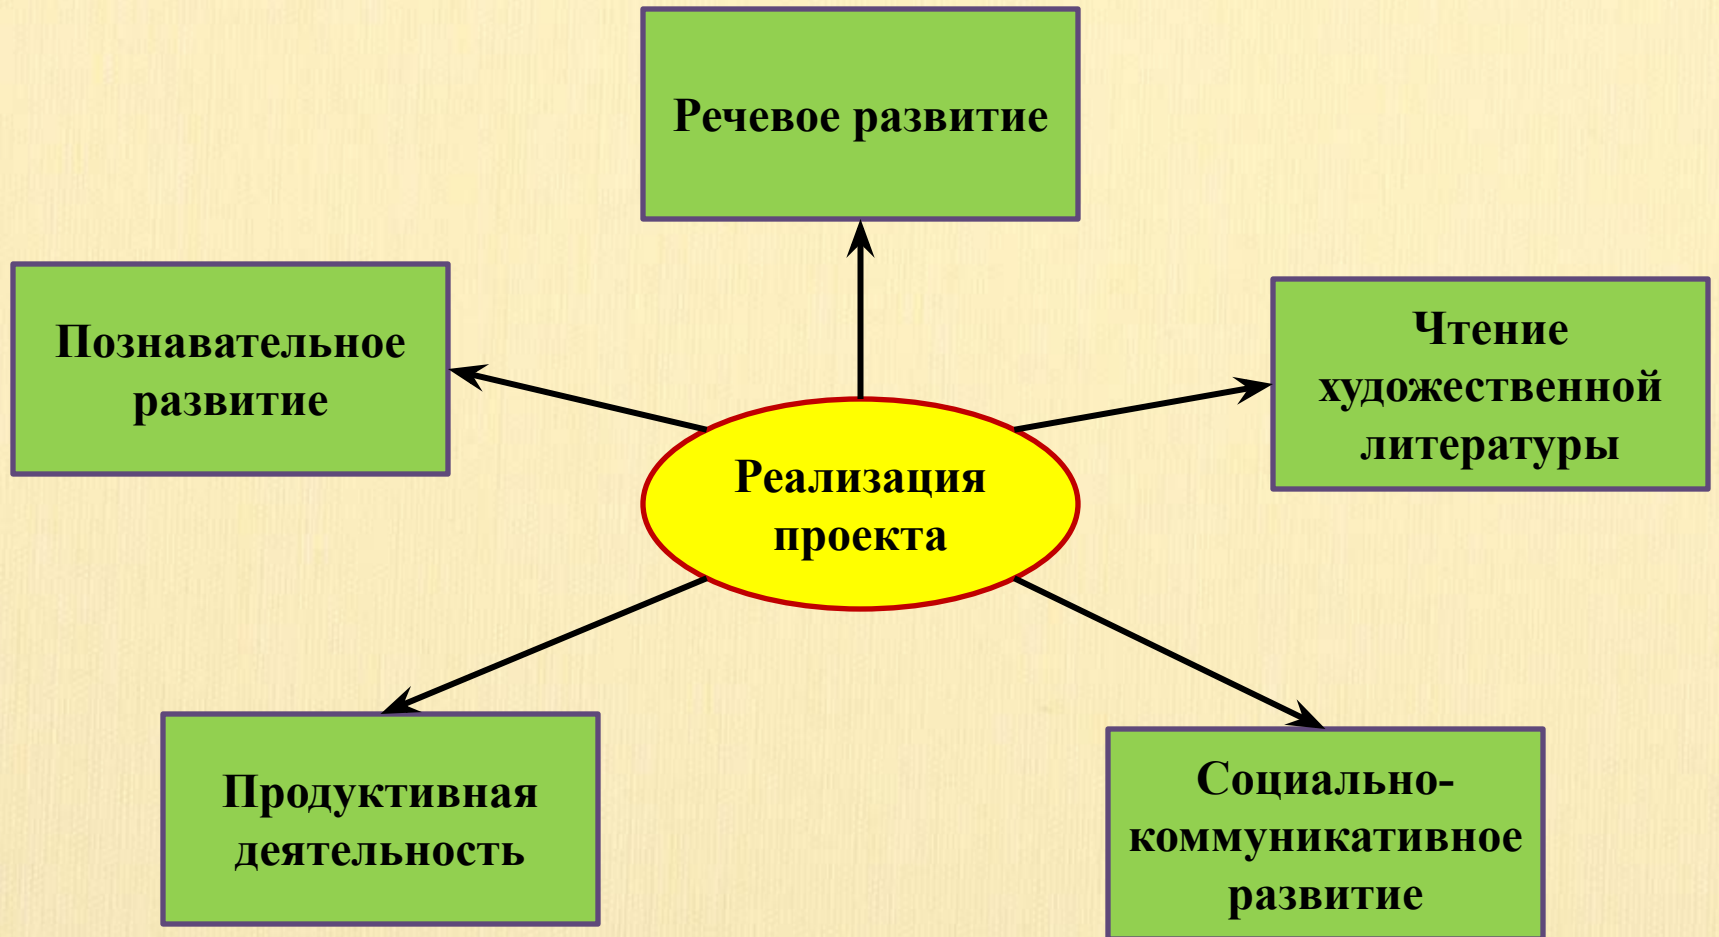 Речевое развитие
Познавательное
развитие
Чтение
художественной
литературы
Реализация
проекта
Продуктивная
деятельность
Социально-
коммуникативное
развитие